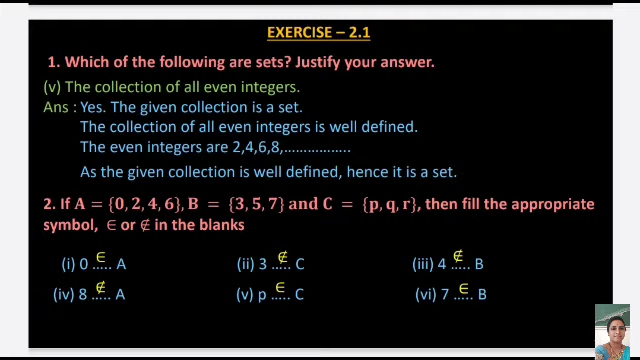 EXERCISE – 2.1
1. Which of the following are sets? Justify your answer.
(v) The collection of all even integers.
Ans : Yes. The given collection is a set.
The collection of all even integers is well defined.
The even integers are 2,4,6,8,……………..
As the given collection is well defined, hence it is a set.
2. If A = {0, 2, 4, 6}, B = {3, 5, 7} and C = {p, q, r}, then fill the appropriate
symbol, ∈ or ∉ in the blanks
(i) 0 ..∈.. A (ii) 3 ..∉.. C (iii) 4 ..∉.. B
(iv) 8 ..∉.. A (v) p ..∈.. C (vi) 7 ..∈.. B